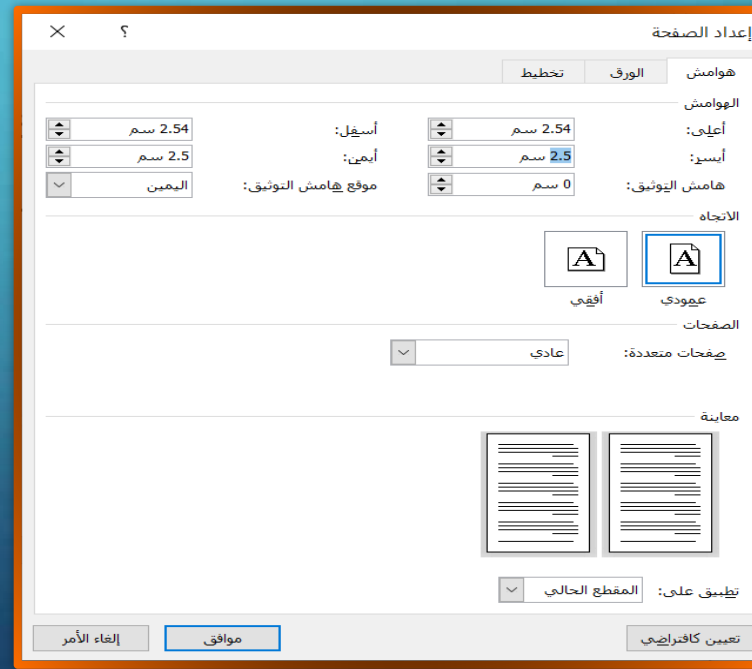 إعداد الصفحة ؟
هوامش الورق تخطيط
الهوامش
أعلى: 2.54 سم أسفل: 2.54 سم
أيسر: 2.5 سم أيمن: 2.5 سم
هامش التوثيق: 0 سم موقع هامش التوثيق: اليمين
الاتجاه
A A
عمودي أفقي
الصفحات
صفحات متعددة: عادي
معاينة
تطبيق على: المقطع الحالي
تعيين كافتراضي موافق إلغاء الأمر